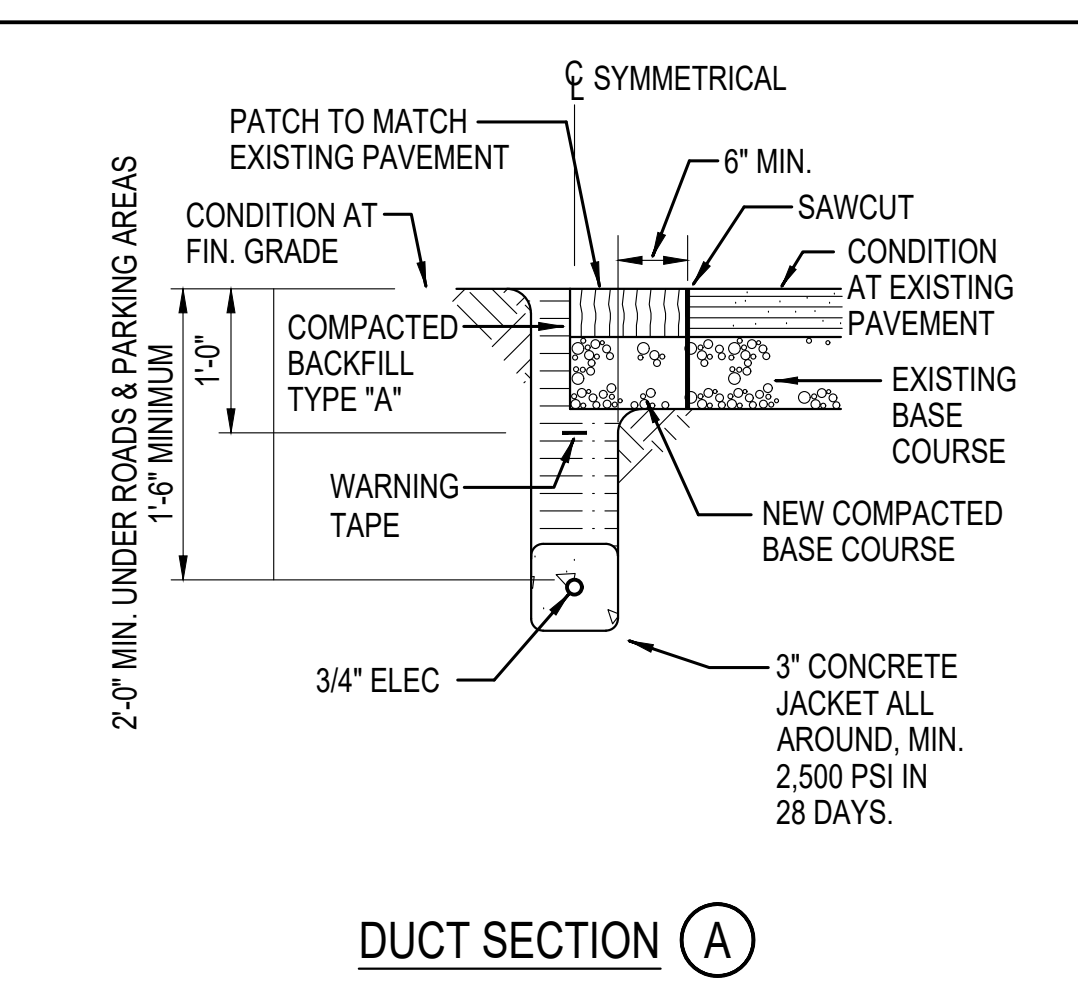 ℄ SYMMETRICAL
PATCH TO MATCH
EXISTING PAVEMENT
6" MIN.
SAWCUT
CONDITION AT
FIN. GRADE
CONDITION
AT EXISTING
PAVEMENT
2'-0" MIN. UNDER ROADS & PARKING AREAS
1'-6" MINIMUM
1'-0"
COMPACTED
BACKFILL
TYPE "A"
EXISTING
BASE
COURSE
WARNING
TAPE
NEW COMPACTED
BASE COURSE
3/4" ELEC
3" CONCRETE
JACKET ALL
AROUND, MIN.
2,500 PSI IN
28 DAYS.
DUCT SECTION A